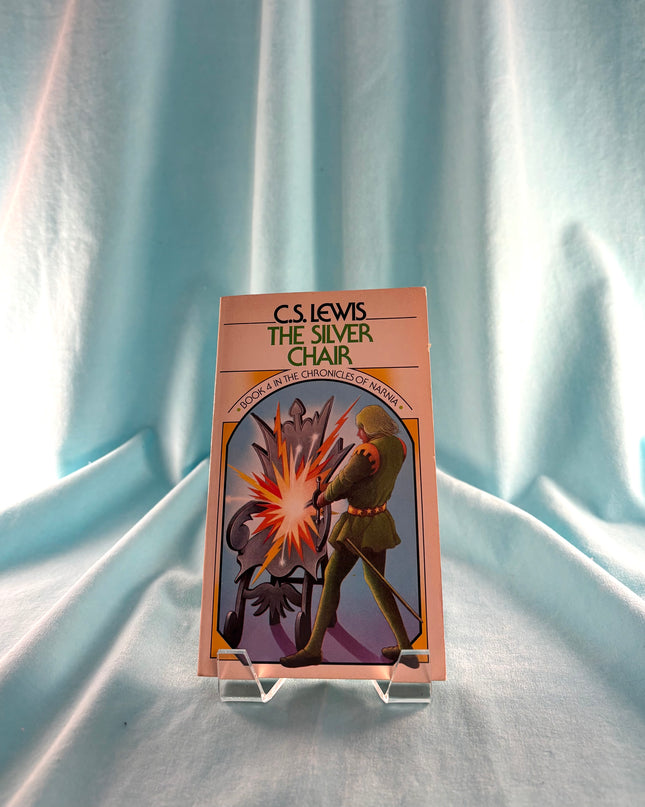 C.S. LEWIS
THE SILVER
CHAIR
BOOK 4 IN THE CHRONICLES OF NARNIA